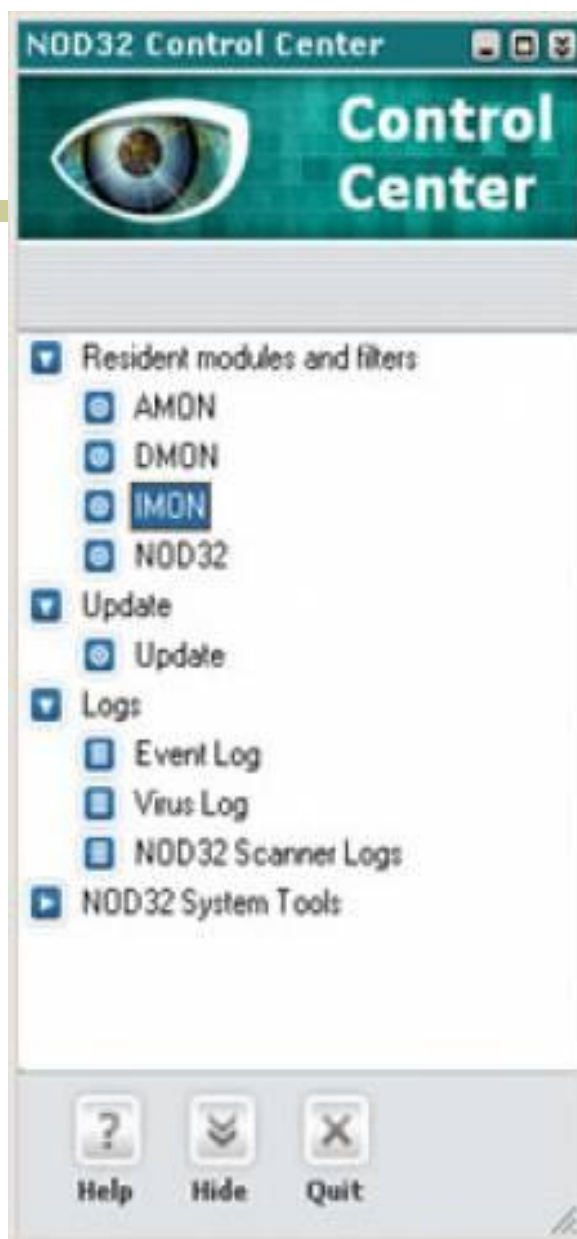 NOD32 Control Center
Control
Center
Resident modules and filters
AMON
DMON
IMON
NOD32
Update
Update
Logs
Event Log
Virus Log
NOD32 Scanner Logs
NOD32 System Tools
?
Help
Hide
Quit